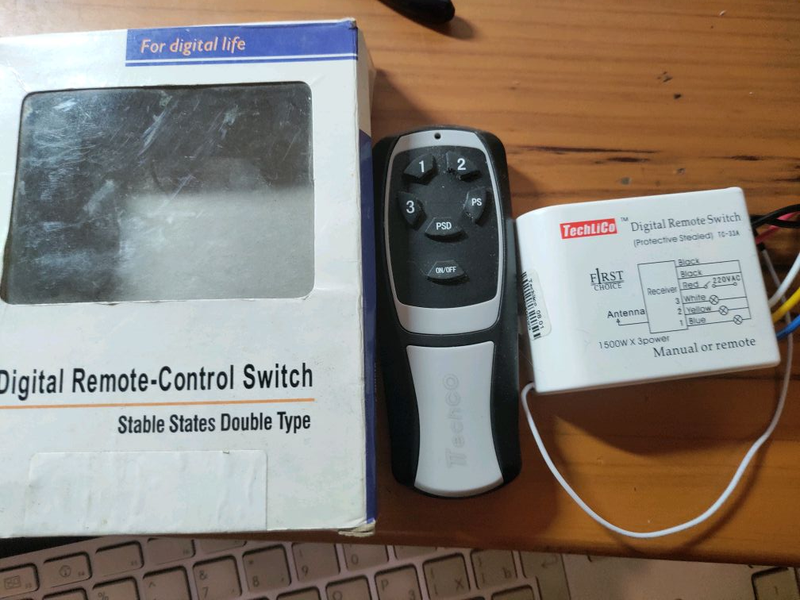 For digital life
Digital Remote-Control Switch
Stable States Double Type
1
2
3
PS
PSD
ON/OFF
TechCO
TechLiCo ™
Digital Remote Switch
(Protective Stealed) TC-33A
F1RST
CHOICE
Black
Black
Red
220VAC
Receiver
3 White
2 Yellow
1 Blue
Antenna
1500W X 3power
Manual or remote